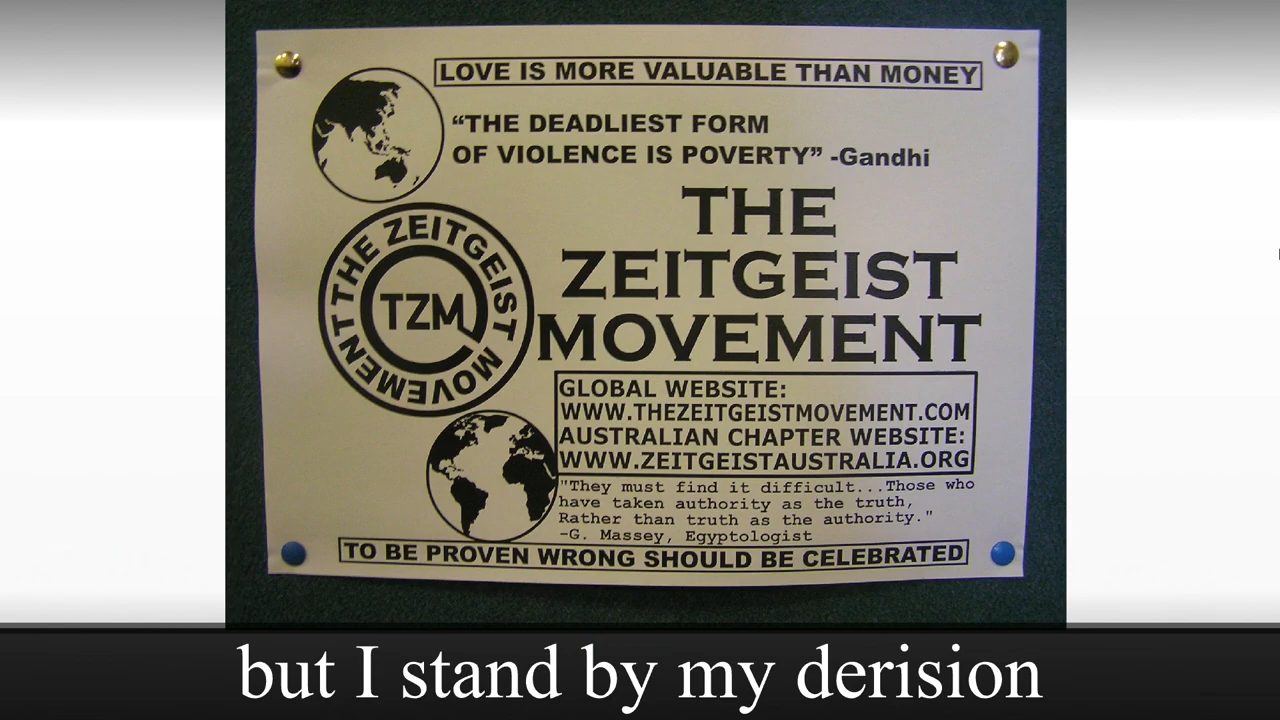 LOVE IS MORE VALUABLE THAN MONEY
“THE DEADLIEST FORM
OF VIOLENCE IS POVERTY” -Gandhi
THE
ZEITGEIST
MOVEMENT
THE ZEITGEIST MOVEMENT
TZM
GLOBAL WEBSITE:
WWW.THEZEITGEISTMOVEMENT.COM
AUSTRALIAN CHAPTER WEBSITE:
WWW.ZEITGEISTAUSTRALIA.ORG
"They must find it difficult...Those who
have taken authority as the truth,
Rather than truth as the authority."
-G. Massey, Egyptologist
TO BE PROVEN WRONG SHOULD BE CELEBRATED
but I stand by my derision